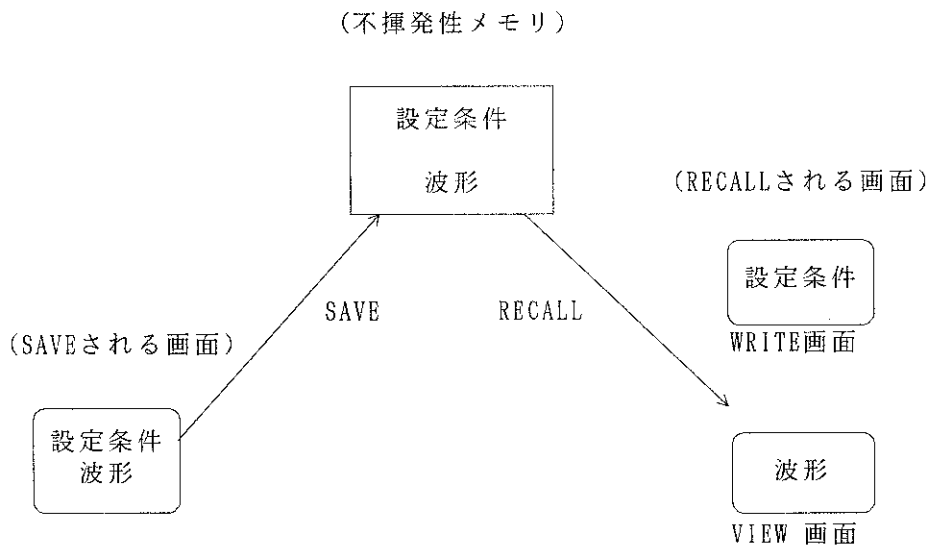 (不揮発性メモリ)
設定条件
波形
(RECALLされる画面)
設定条件
WRITE画面
SAVE
RECALL
(SAVEされる画面)
設定条件
波形
波形
VIEW 画面